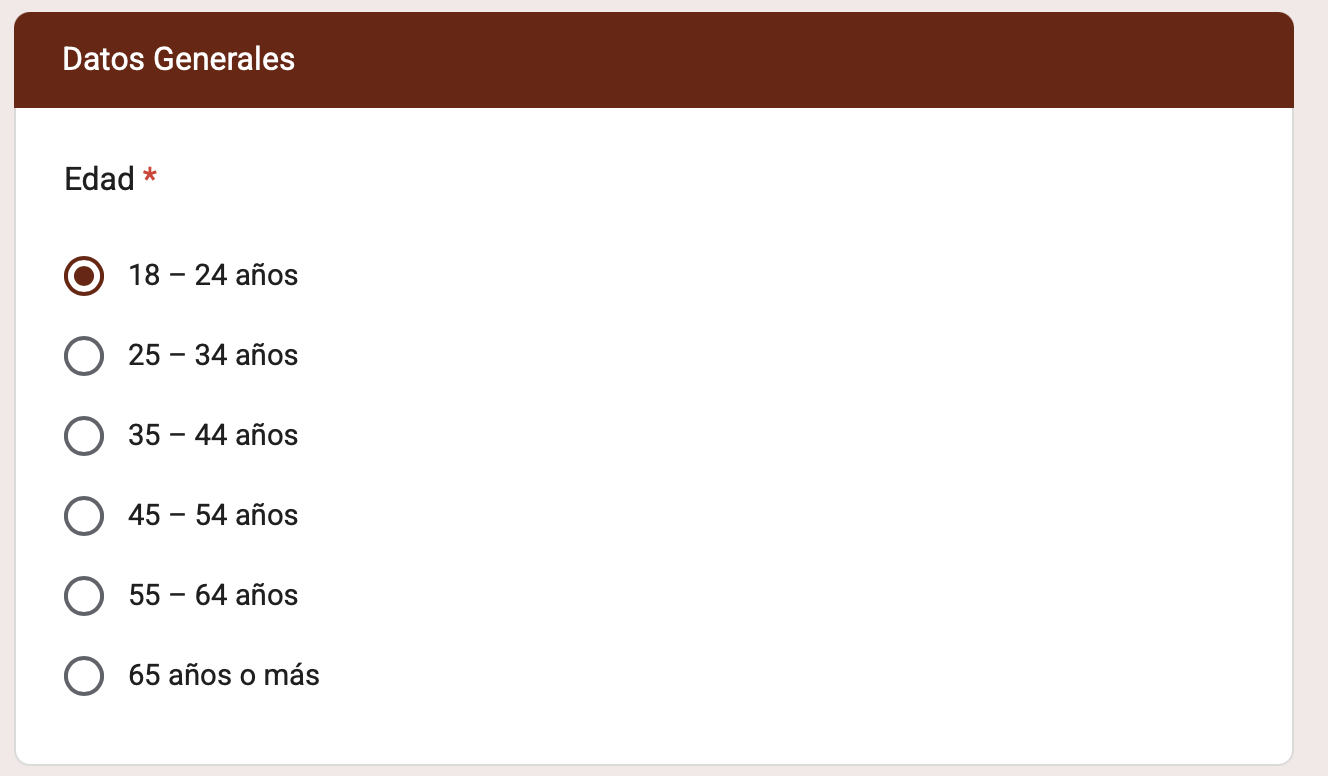 Datos Generales
Edad *
18 – 24 años
25 – 34 años
35 – 44 años
45 – 54 años
55 – 64 años
65 años o más